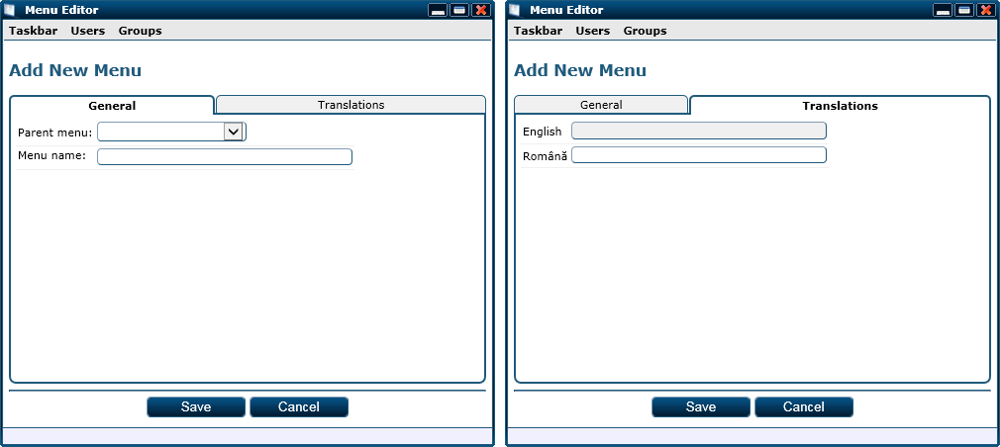 Menu Editor
Taskbar Users Groups
Add New Menu
General Translations
Parent menu:
Menu name:
Save Cancel
Menu Editor
Taskbar Users Groups
Add New Menu
General Translations
English
Română
Save Cancel